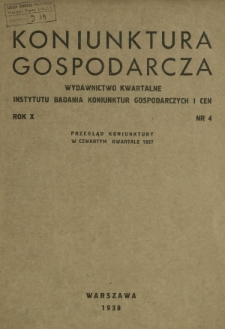 KONIUNKTURA
GOSPODARCZA
WYDAWNICTWO KWARTALNE
INSTYTUTU BADANIA KONIUNKTUR GOSPODARCZYCH I CEN
ROK X NR 4
PRZEGLĄD KONIUNKTURY
W CZWARTYM KWARTALE 1937
WARSZAWA
1938